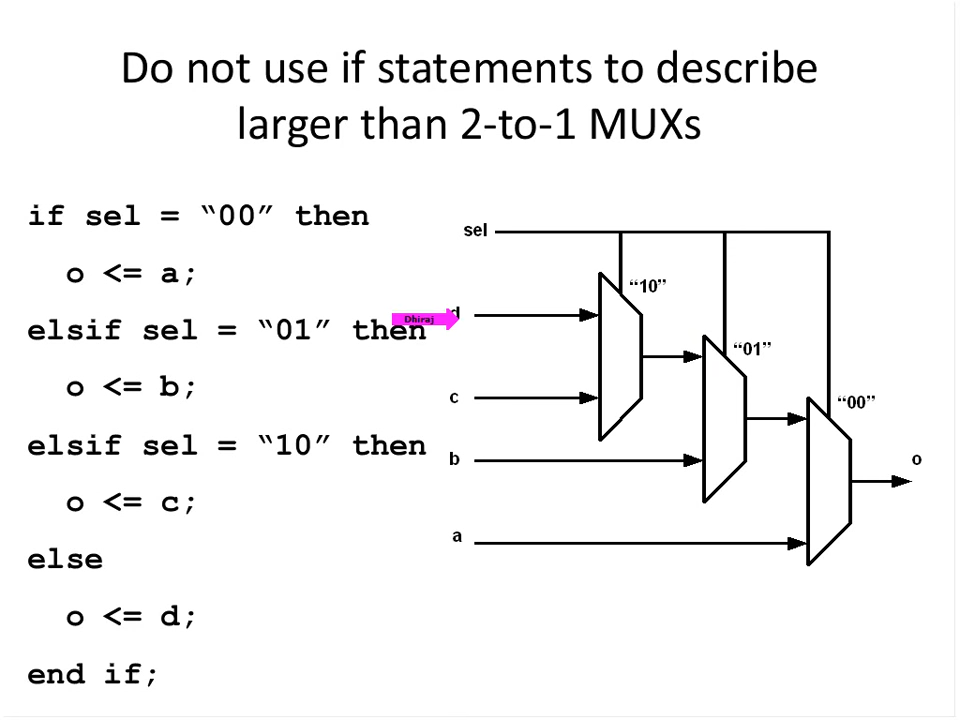 Do not use if statements to describe
larger than 2-to-1 MUXs
if sel = “00” then
o <= a;
elsif sel = “01” then
o <= b;
elsif sel = “10” then
o <= c;
else
o <= d;
end if;
sel
“10”
Dhiraj
d
“01”
c
“00”
b
o
a